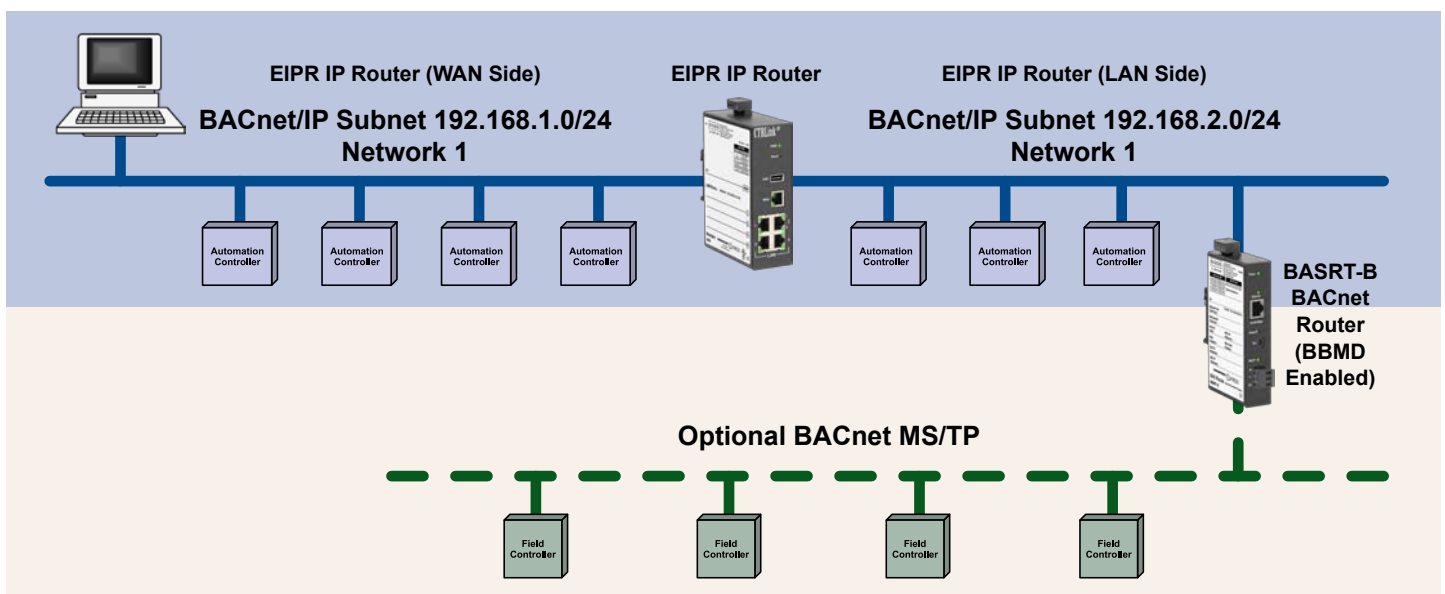 EIPR IP Router (WAN Side)
EIPR IP Router
EIPR IP Router (LAN Side)
BACnet/IP Subnet 192.168.1.0/24
Network 1
BACnet/IP Subnet 192.168.2.0/24
Network 1
CTRLink
Automation
Controller
Automation
Controller
Automation
Controller
Automation
Controller
Automation
Controller
Automation
Controller
Automation
Controller
BASRT-B
BACnet
Router
(BBMD
Enabled)
Optional BACnet MS/TP
Field
Controller
Field
Controller
Field
Controller
Field
Controller